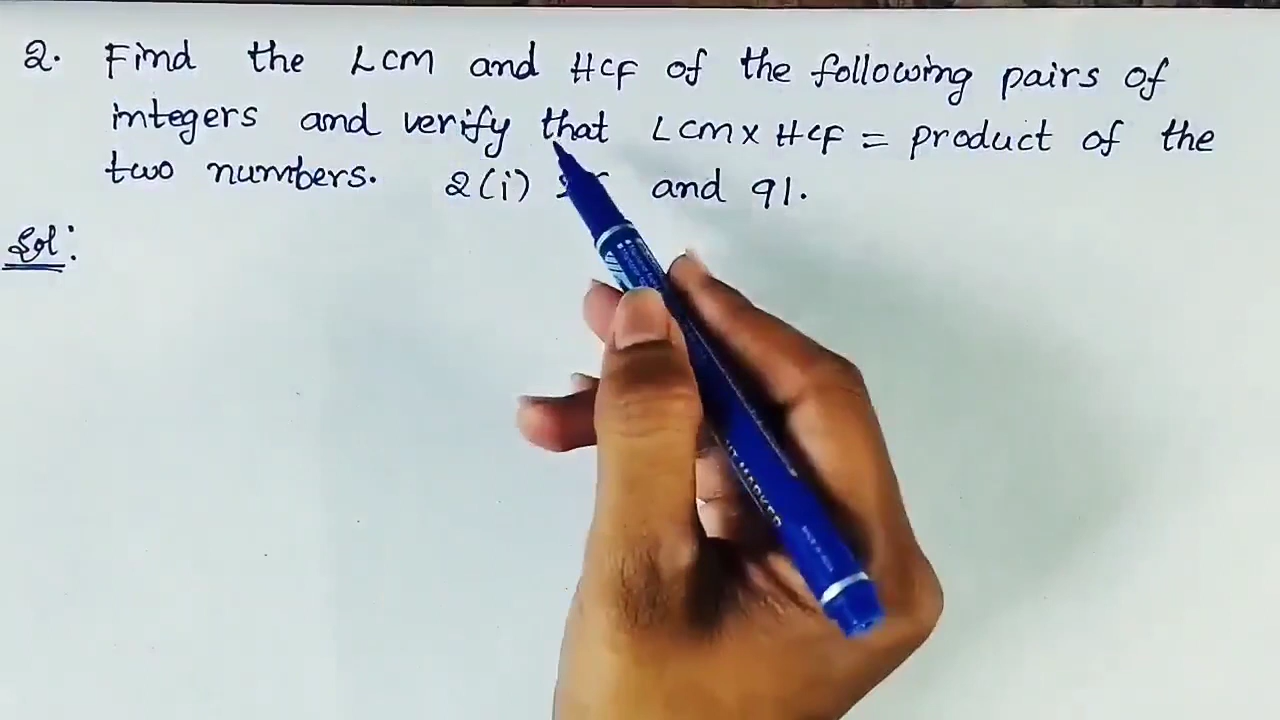 2. Find the LCM and HCF of the following pairs of
integers and verify that LCM x HCF = product of the
two numbers. 2(i) and 91.
Sol: